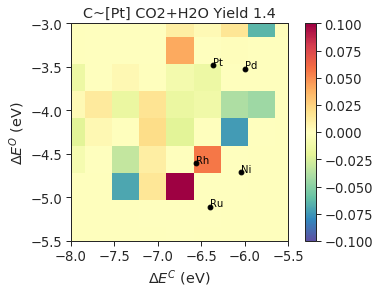 C~[Pt] CO2+H2O Yield 1.4
−3.0
−3.5
−4.0
−4.5
−5.0
−5.5
ΔE^O (eV)
Pt
Pd
Rh
Ni
Ru
−8.0 −7.5 −7.0 −6.5 −6.0 −5.5
ΔE^C (eV)
0.100
0.075
0.050
0.025
0.000
−0.025
−0.050
−0.075
−0.100